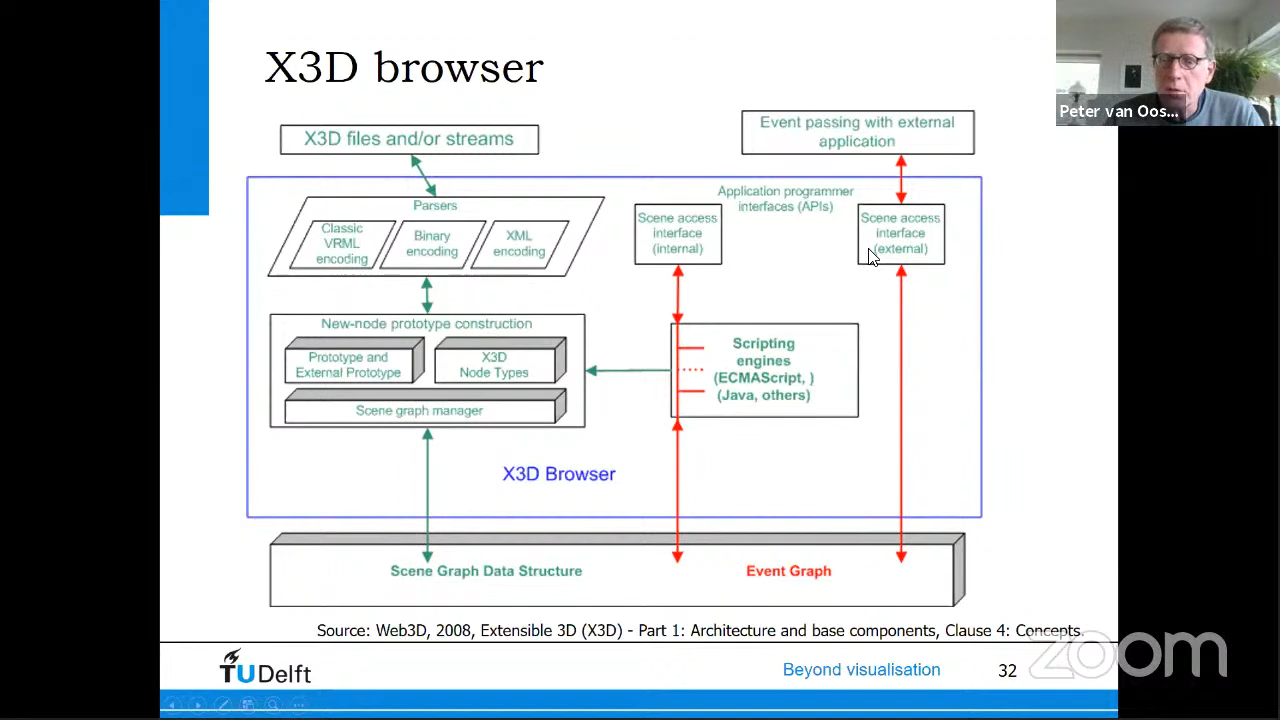 X3D browser
Peter van Oos...
X3D files and/or streams
Event passing with external
application
Application programmer
interfaces (APIs)
Parsers
Classic
VRML
encoding
Binary
encoding
XML
encoding
Scene access
interface
(internal)
Scene access
interface
(external)
New-node prototype construction
Prototype and
External Prototype
X3D
Node Types
Scene graph manager
Scripting
engines
(ECMAScript, )
(Java, others)
X3D Browser
Scene Graph Data Structure
Event Graph
Source: Web3D, 2008, Extensible 3D (X3D) - Part 1: Architecture and base components, Clause 4: Concepts.
TUDelft
Beyond visualisation
32
zoom